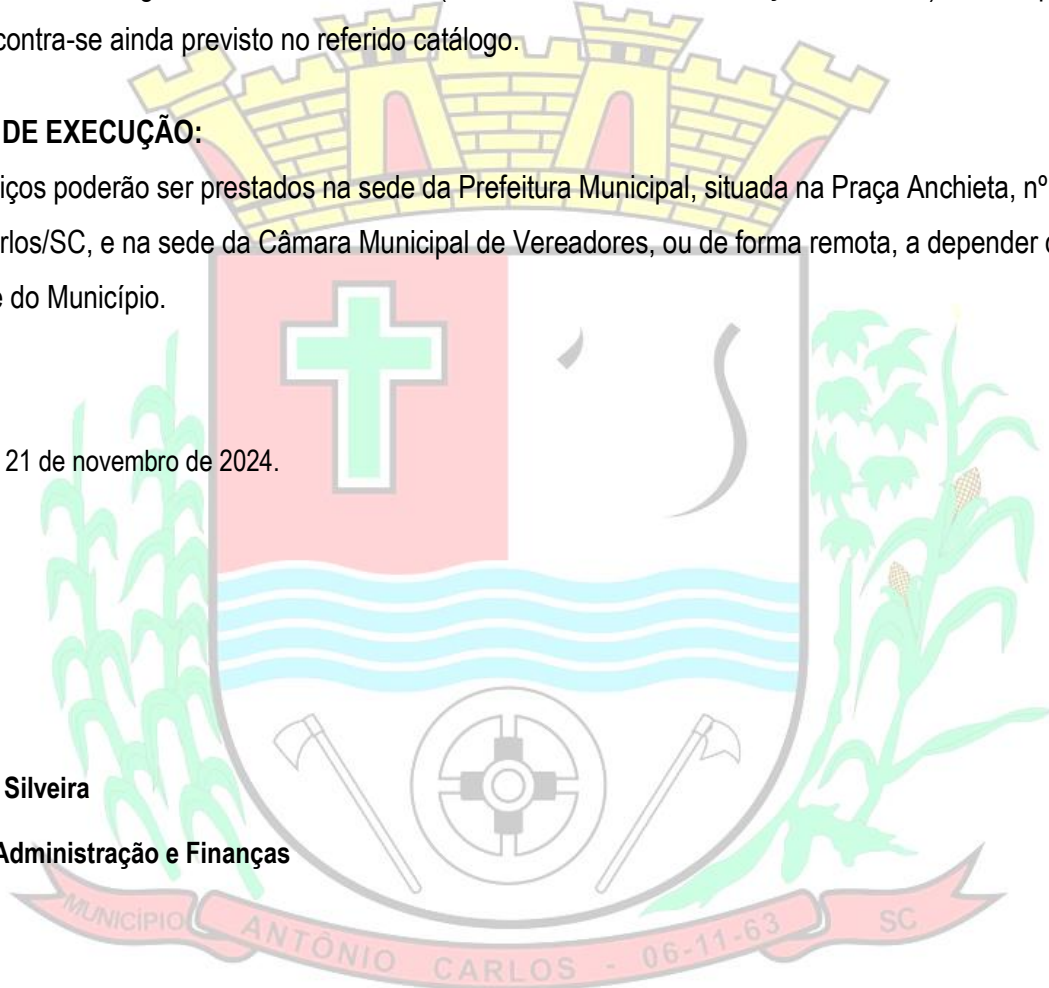 contra-se ainda previsto no referido catálogo.
DE EXECUÇÃO:
iços poderão ser prestados na sede da Prefeitura Municipal, situada na Praça Anchieta, nº
rlos/SC, e na sede da Câmara Municipal de Vereadores, ou de forma remota, a depender
e do Município.
21 de novembro de 2024.
Silveira
Administração e Finanças
MUNICÍPIO ANTÔNIO CARLOS - 06-11-63 SC